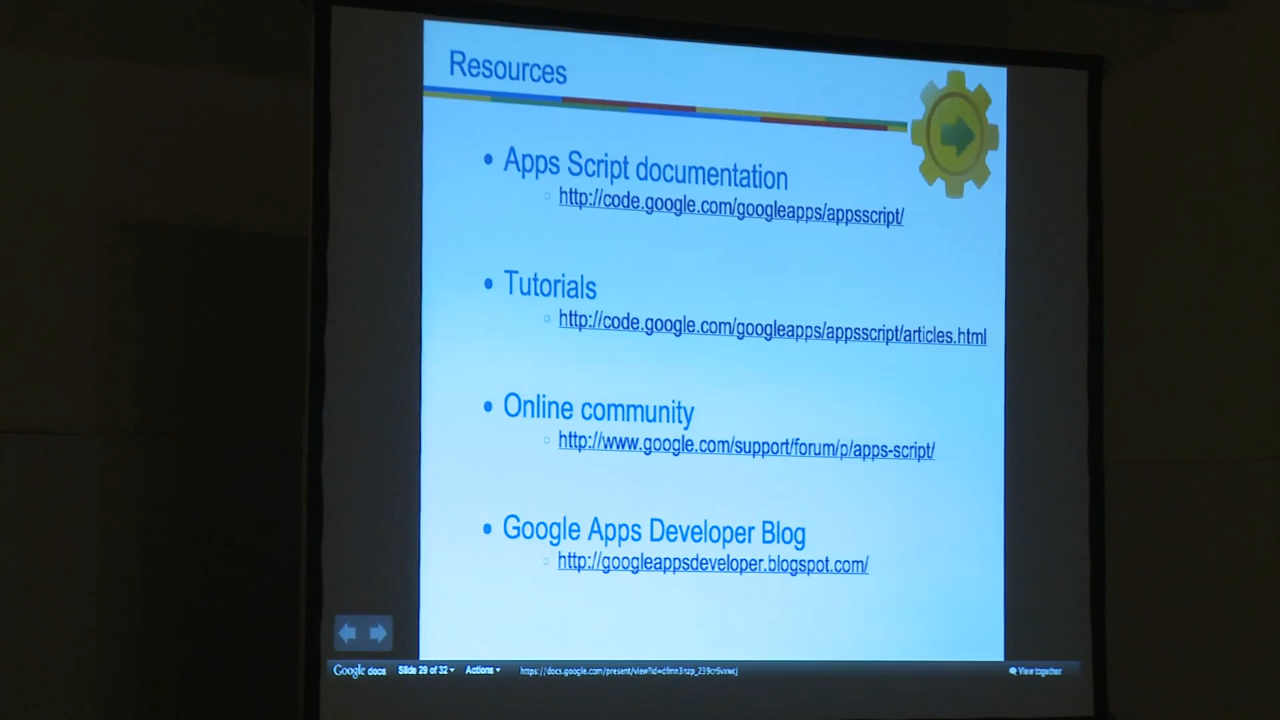 Resources
• Apps Script documentation
○ http://code.google.com/googleapps/appsscript/
• Tutorials
○ http://code.google.com/googleapps/appsscript/articles.html
• Online community
○ http://www.google.com/support/forum/p/apps-script/
• Google Apps Developer Blog
○ http://googleappsdeveloper.blogspot.com/
Google docs Slide 29 of 32 Actions View together